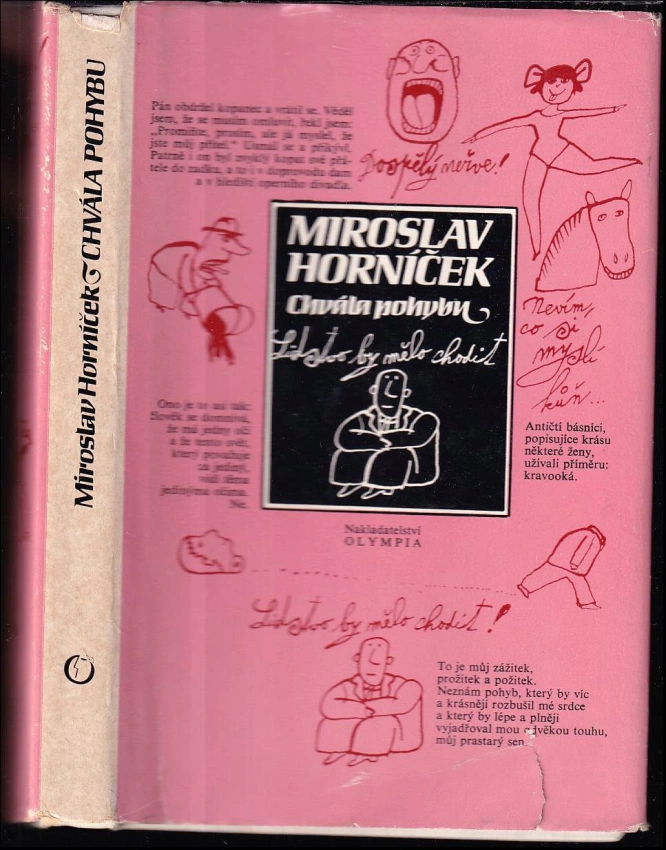 Miroslav Horníček CHVÁLA POHYBU
Pán obdržel kopanec a vrátil se. Věděl
jsem, že se musím omluvit, řekl jsem:
„Promiňte, prosím, ale já myslel, že
jste můj přítel.“ Usmál se a přikývl.
Patrně i on byl zvyklý kopat své přá-
tele do zadku, a to i v doprovodu dam
a v hledišti operního divadla.
Dospělý neřve!
MIROSLAV
HORNÍČEK
Chvála pohybu
Lidstvo by mělo chodit
Nevím,
co si
myslí
kůň...
Ono je to asi tak:
člověk se domnívá,
že má jediný
a že tento svět,
který považuje
za jediný,
vidí těma
jedinýma očima.
Ne.
Antičtí básníci,
popisujíce krásu
některé ženy,
užívali příměru:
kravooká.
Nakladatelství
OLYMPIA
Lidstvo by mělo chodit!
To je můj zážitek,
prožitek a požitek.
Neznám pohyb, který by víc
a krásněji rozbušil mé srdce
a který by lépe a plněji
vyjadřoval mou odvěkou touhu,
můj prastarý sen